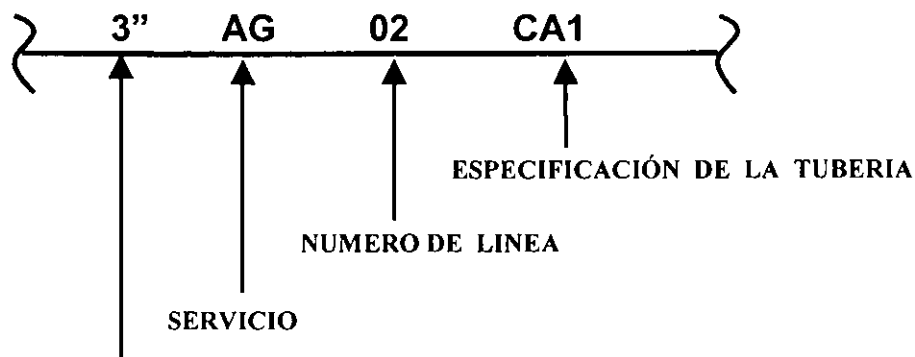 3” AG 02 CA1
ESPECIFICACIÓN DE LA TUBERIA
NUMERO DE LINEA
SERVICIO